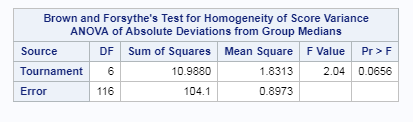 Brown and Forsythe's Test for Homogeneity of Score Variance
ANOVA of Absolute Deviations from Group Medians
Source DF Sum of Squares Mean Square F Value Pr > F
Tournament 6 10.9880 1.8313 2.04 0.0656
Error 116 104.1 0.8973